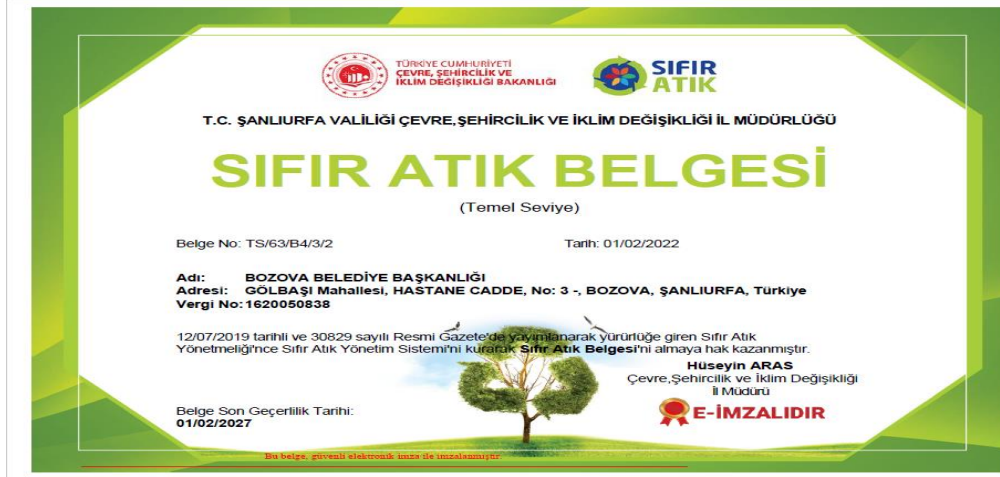 TÜRKİYE CUMHURİYETİ
ÇEVRE, ŞEHİRCİLİK VE
İKLİM DEĞİŞİKLİĞİ BAKANLIĞI
SIFIR
ATIK
T.C. ŞANLIURFA VALİLİĞİ ÇEVRE,ŞEHİRCİLİK VE İKLİM DEĞİŞİKLİĞİ İL MÜDÜRLÜĞÜ
SIFIR ATIK BELGESİ
(Temel Seviye)
Belge No: TS/63/B4/3/2 Tarih: 01/02/2022
Adı: BOZOVA BELEDİYE BAŞKANLIĞI
Adresi: GÖLBAŞI Mahallesi, HASTANE CADDE, No: 3 -, BOZOVA, ŞANLIURFA, Türkiye
Vergi No: 1620050838
12/07/2019 tarihli ve 30829 sayılı Resmi Gazete'de yayımlanarak yürürlüğe giren Sıfır Atık
Yönetmeliği'nce Sıfır Atık Yönetim Sistemi'ni kurarak Sıfır Atık Belgesi'ni almaya hak kazanmıştır.
Hüseyin ARAS
Çevre,Şehircilik ve İklim Değişikliği
İl Müdürü
E-İMZALIDIR
Belge Son Geçerlilik Tarihi:
01/02/2027
Bu belge, güvenli elektronik imza ile imzalanmıştır.